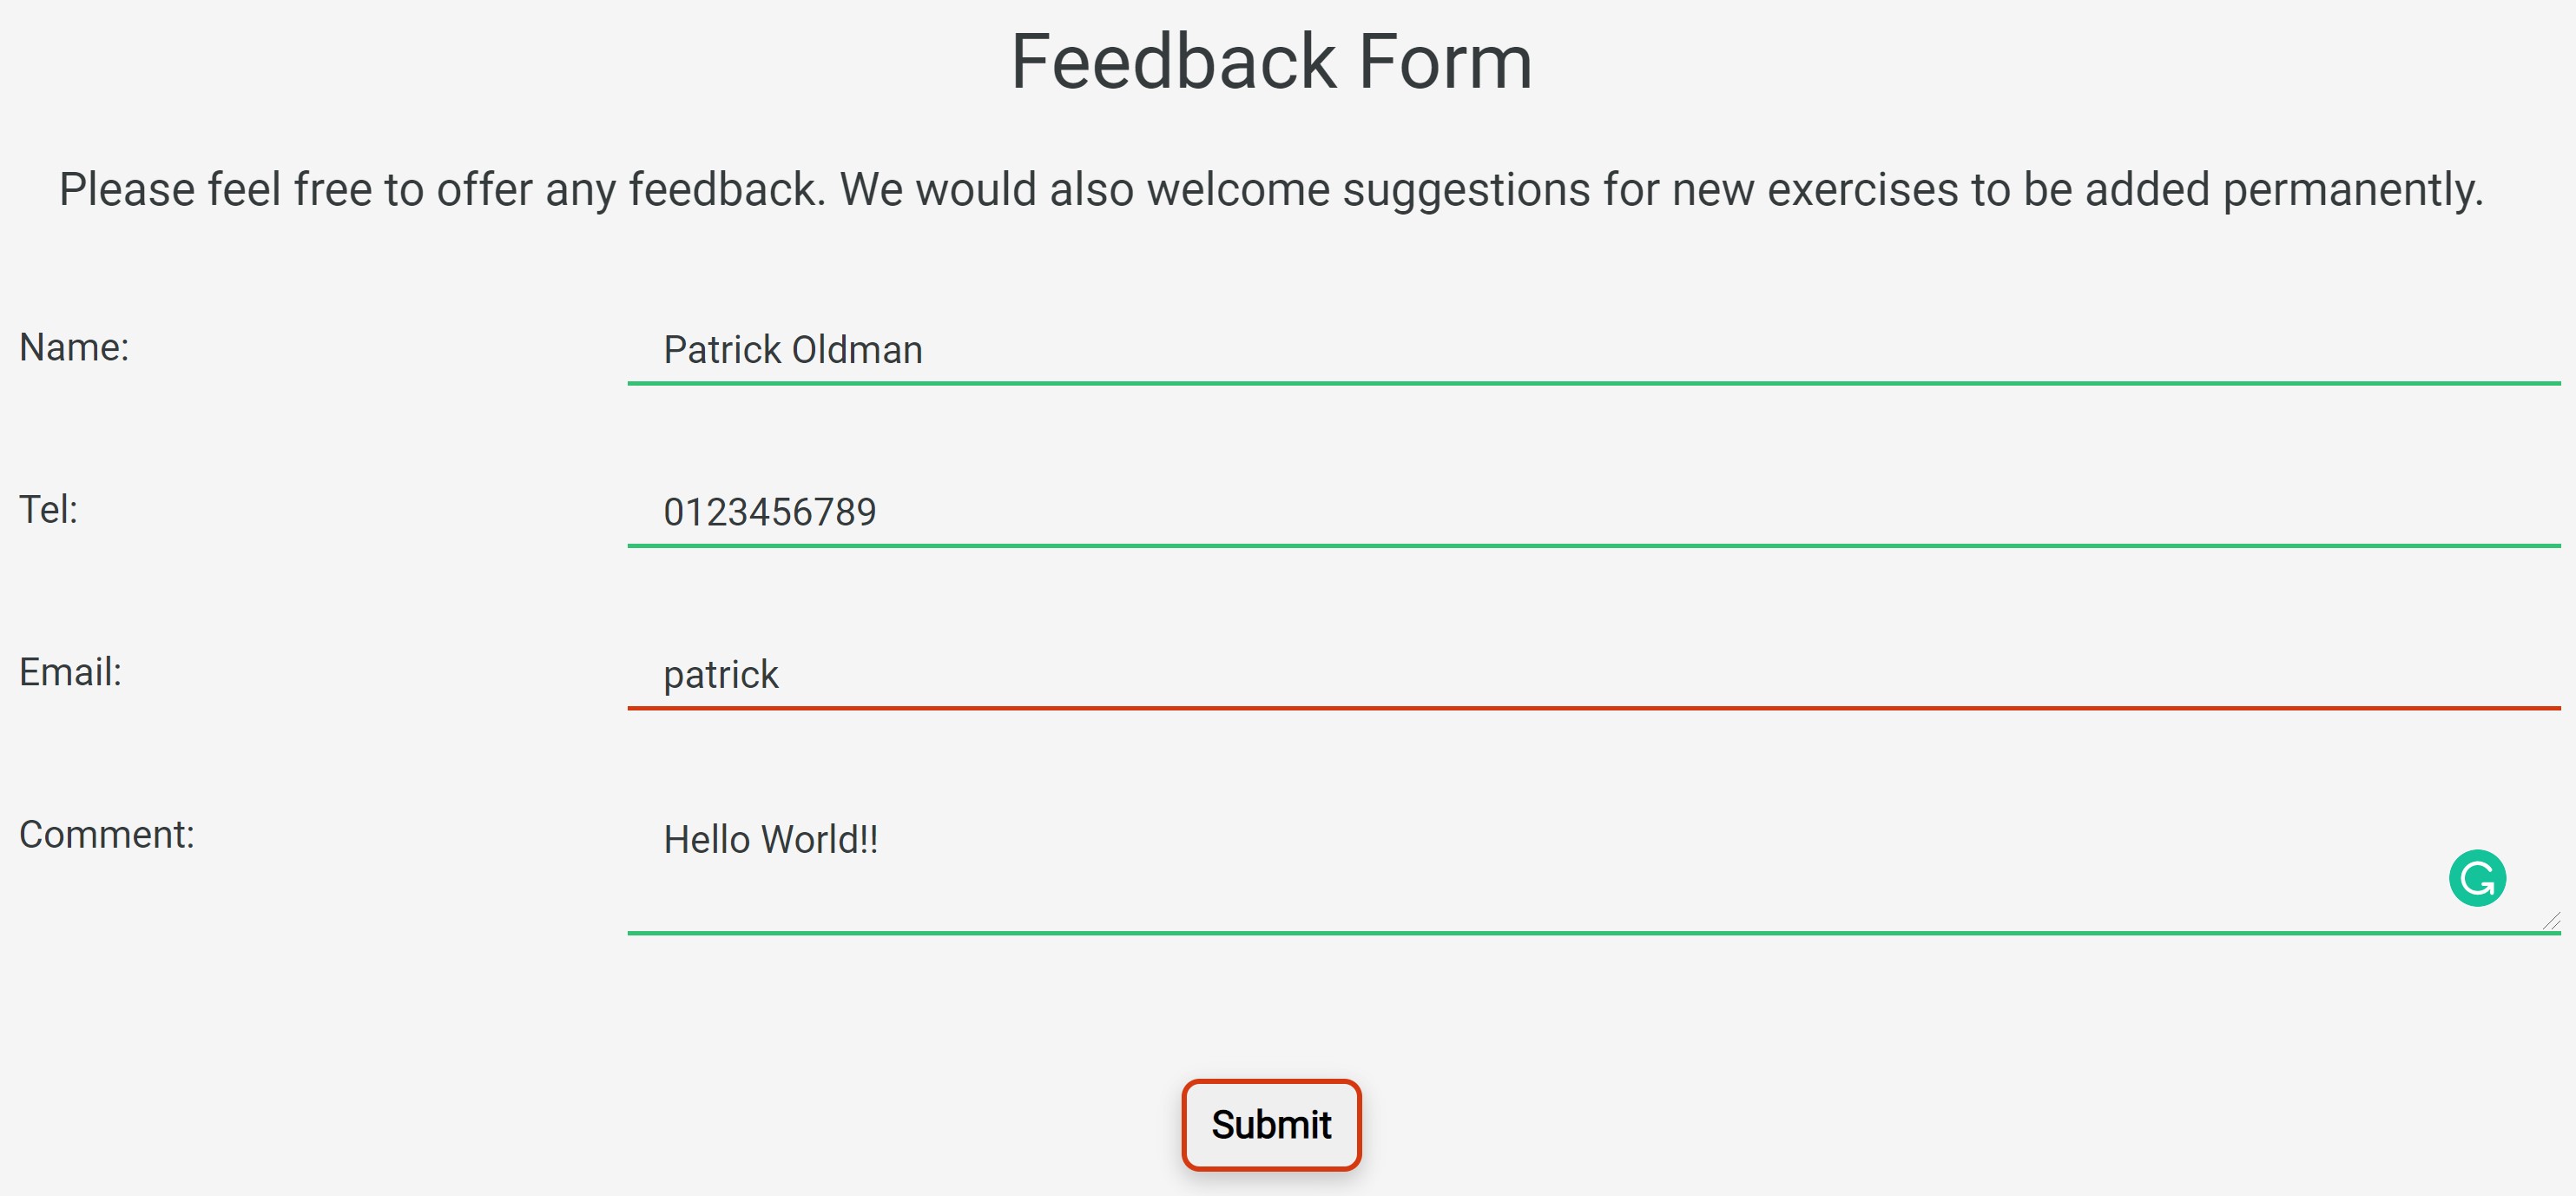 Feedback Form
Please feel free to offer any feedback. We would also welcome suggestions for new exercises to be added permanently.
Name: Patrick Oldman
Tel: 0123456789
Email: patrick
Comment: Hello World!!
Submit